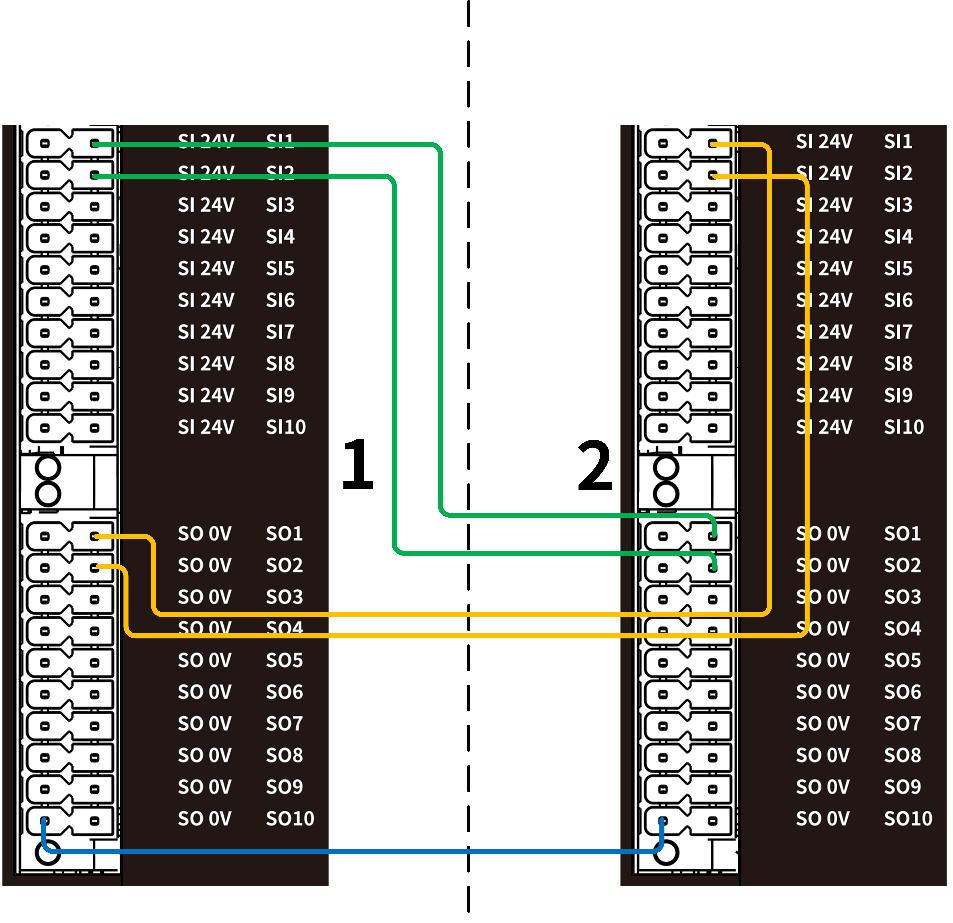 SI 24V SI1 SI 24V SI1
SI 24V SI2 SI 24V SI2
SI 24V SI3 SI 24V SI3
SI 24V SI4 SI 24V SI4
SI 24V SI5 SI 24V SI5
SI 24V SI6 SI 24V SI6
SI 24V SI7 SI 24V SI7
SI 24V SI8 SI 24V SI8
SI 24V SI9 SI 24V SI9
SI 24V SI10 SI 24V SI10
1 2
SO 0V SO1 SO 0V SO1
SO 0V SO2 SO 0V SO2
SO 0V SO3 SO 0V SO3
SO 0V SO4 SO 0V SO4
SO 0V SO5 SO 0V SO5
SO 0V SO6 SO 0V SO6
SO 0V SO7 SO 0V SO7
SO 0V SO8 SO 0V SO8
SO 0V SO9 SO 0V SO9
SO 0V SO10 SO 0V SO10